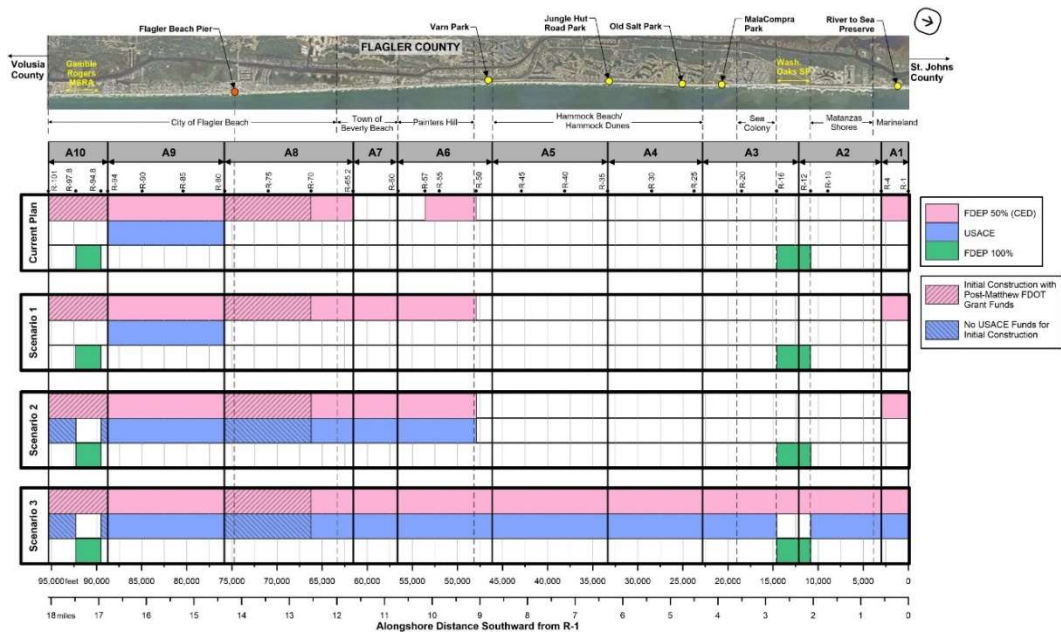 Flagler Beach Pier
Varn Park
Jungle Hut
Road Park
Old Salt Park
MalaCompra
Park
River to Sea
Preserve
Volusia
County
FLAGLER COUNTY
St. Johns
County
Gamble
Rogers
MERA
Wash.
Oaks SP
City of Flagler Beach
Town of
Beverly Beach
Painters Hill
Hammock Beach/
Hammock Dunes
Sea
Colony
Matanzas
Shores
Marineland
A10 A9 A8 A7 A6 A5 A4 A3 A2 A1
R-101 R-97.8 R-94.8 R-94 R-90 R-85 R-80 R-75 R-70 R-65.2 R-60 R-57 R-55 R-50 R-45 R-40 R-35 R-30 R-25 R-20 R-16 R-12 R-10 R-4 R-1
Current Plan
Scenario 1
Scenario 2
Scenario 3
FDEP 50% (CED)
USACE
FDEP 100%
Initial Construction with
Post-Matthew FDOT
Grant Funds
No USACE Funds for
Initial Construction
95,000 feet 90,000 85,000 80,000 75,000 70,000 65,000 60,000 55,000 50,000 45,000 40,000 35,000 30,000 25,000 20,000 15,000 10,000 5,000 0
18 miles 17 16 15 14 13 12 11 10 9 8 7 6 5 4 3 2 1 0
Alongshore Distance Southward from R-1